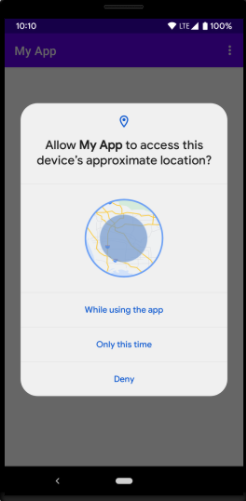 10:10 LTE 100%
My App
Allow My App to access this
device's approximate location?
While using the app
Only this time
Deny